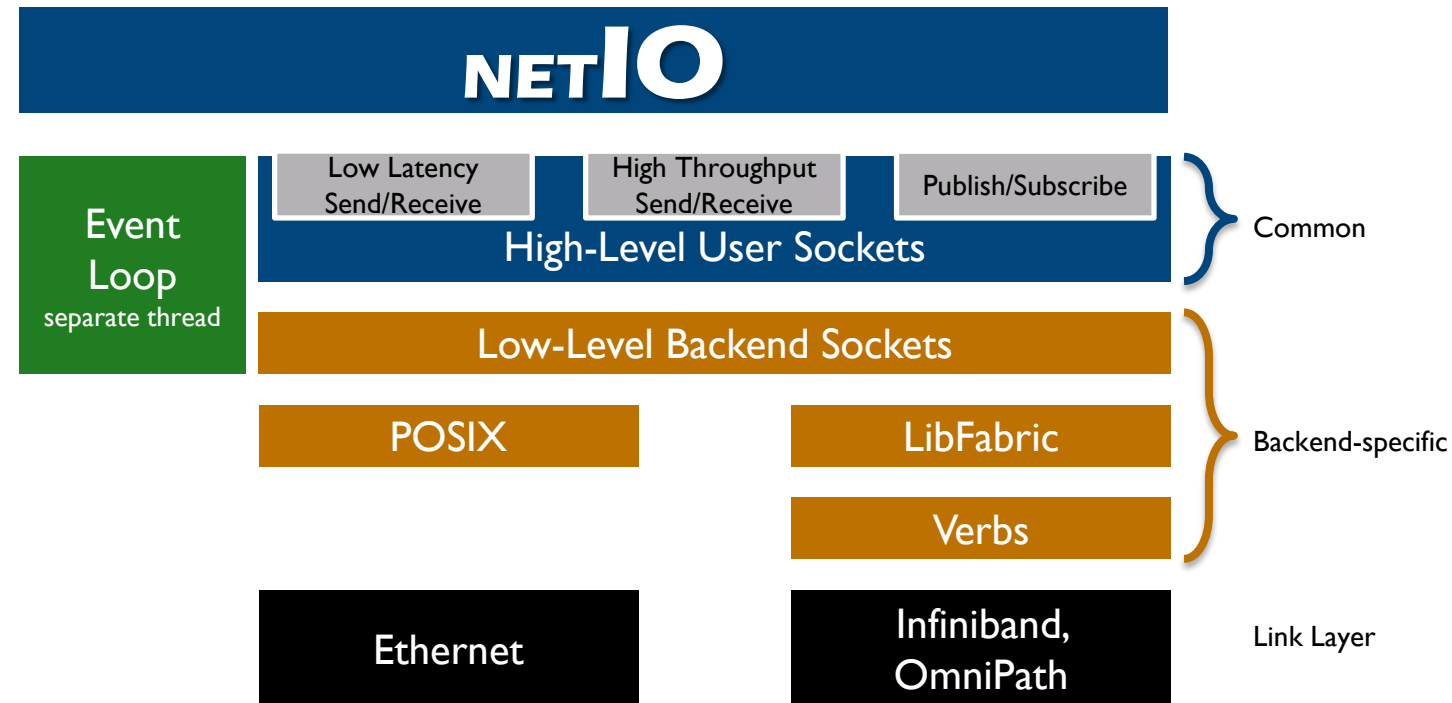 NETIO
Event
Loop
separate thread
Low Latency
Send/Receive
High Throughput
Send/Receive
Publish/Subscribe
High-Level User Sockets
Common
Low-Level Backend Sockets
POSIX
LibFabric
Backend-specific
Verbs
Ethernet
Infiniband,
OmniPath
Link Layer